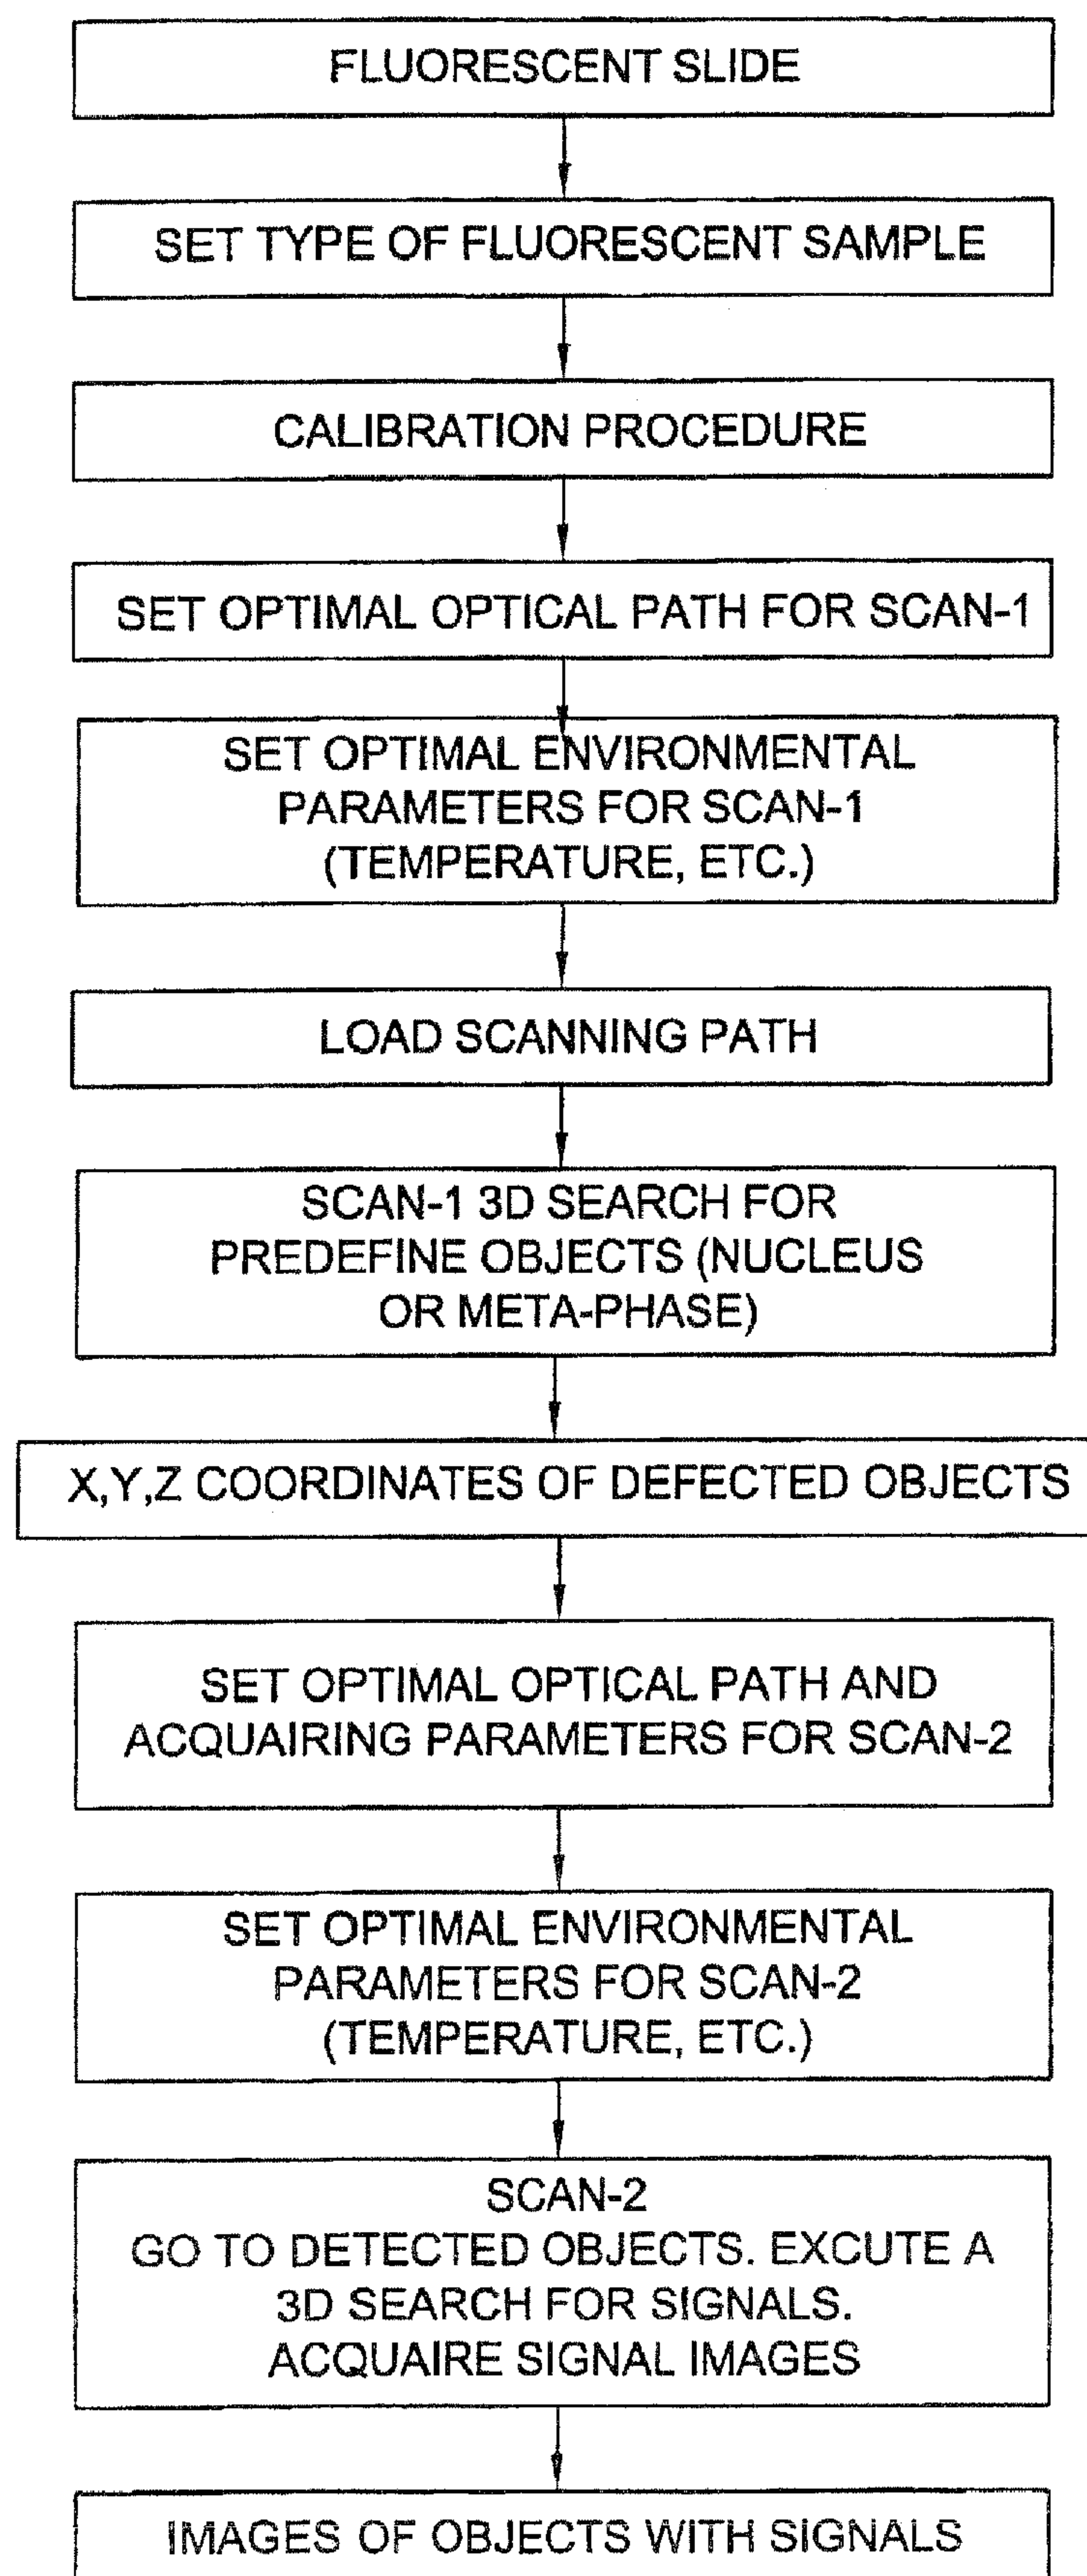 FLUORESCENT SLIDE
SET TYPE OF FLUORESCENT SAMPLE
CALIBRATION PROCEDURE
SET OPTIMAL OPTICAL PATH FOR SCAN-1
SET OPTIMAL ENVIRONMENTAL
PARAMETERS FOR SCAN-1
(TEMPERATURE, ETC.)
LOAD SCANNING PATH
SCAN-1 3D SEARCH FOR
PREDEFINE OBJECTS (NUCLEUS
OR META-PHASE)
X,Y,Z COORDINATES OF DEFECTED OBJECTS
SET OPTIMAL OPTICAL PATH AND
ACQUAIRING PARAMETERS FOR SCAN-2
SET OPTIMAL ENVIRONMENTAL
PARAMETERS FOR SCAN-2
(TEMPERATURE, ETC.)
SCAN-2
GO TO DETECTED OBJECTS. EXCUTE A
3D SEARCH FOR SIGNALS.
ACQUAIRE SIGNAL IMAGES
IMAGES OF OBJECTS WITH SIGNALS